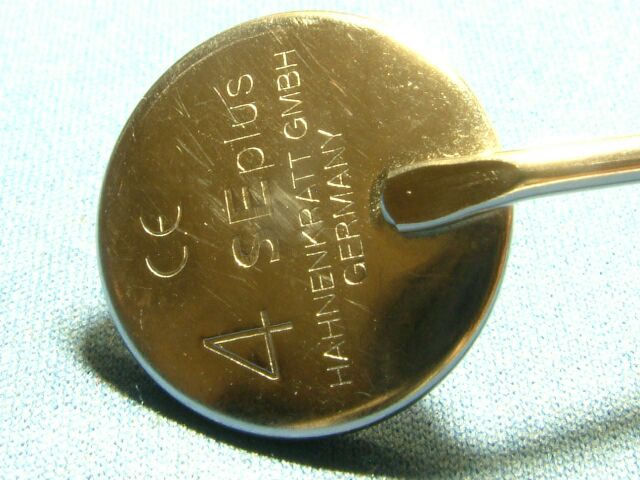 CE
4 SEplus
HAHNENKRATT GMBH
GERMANY